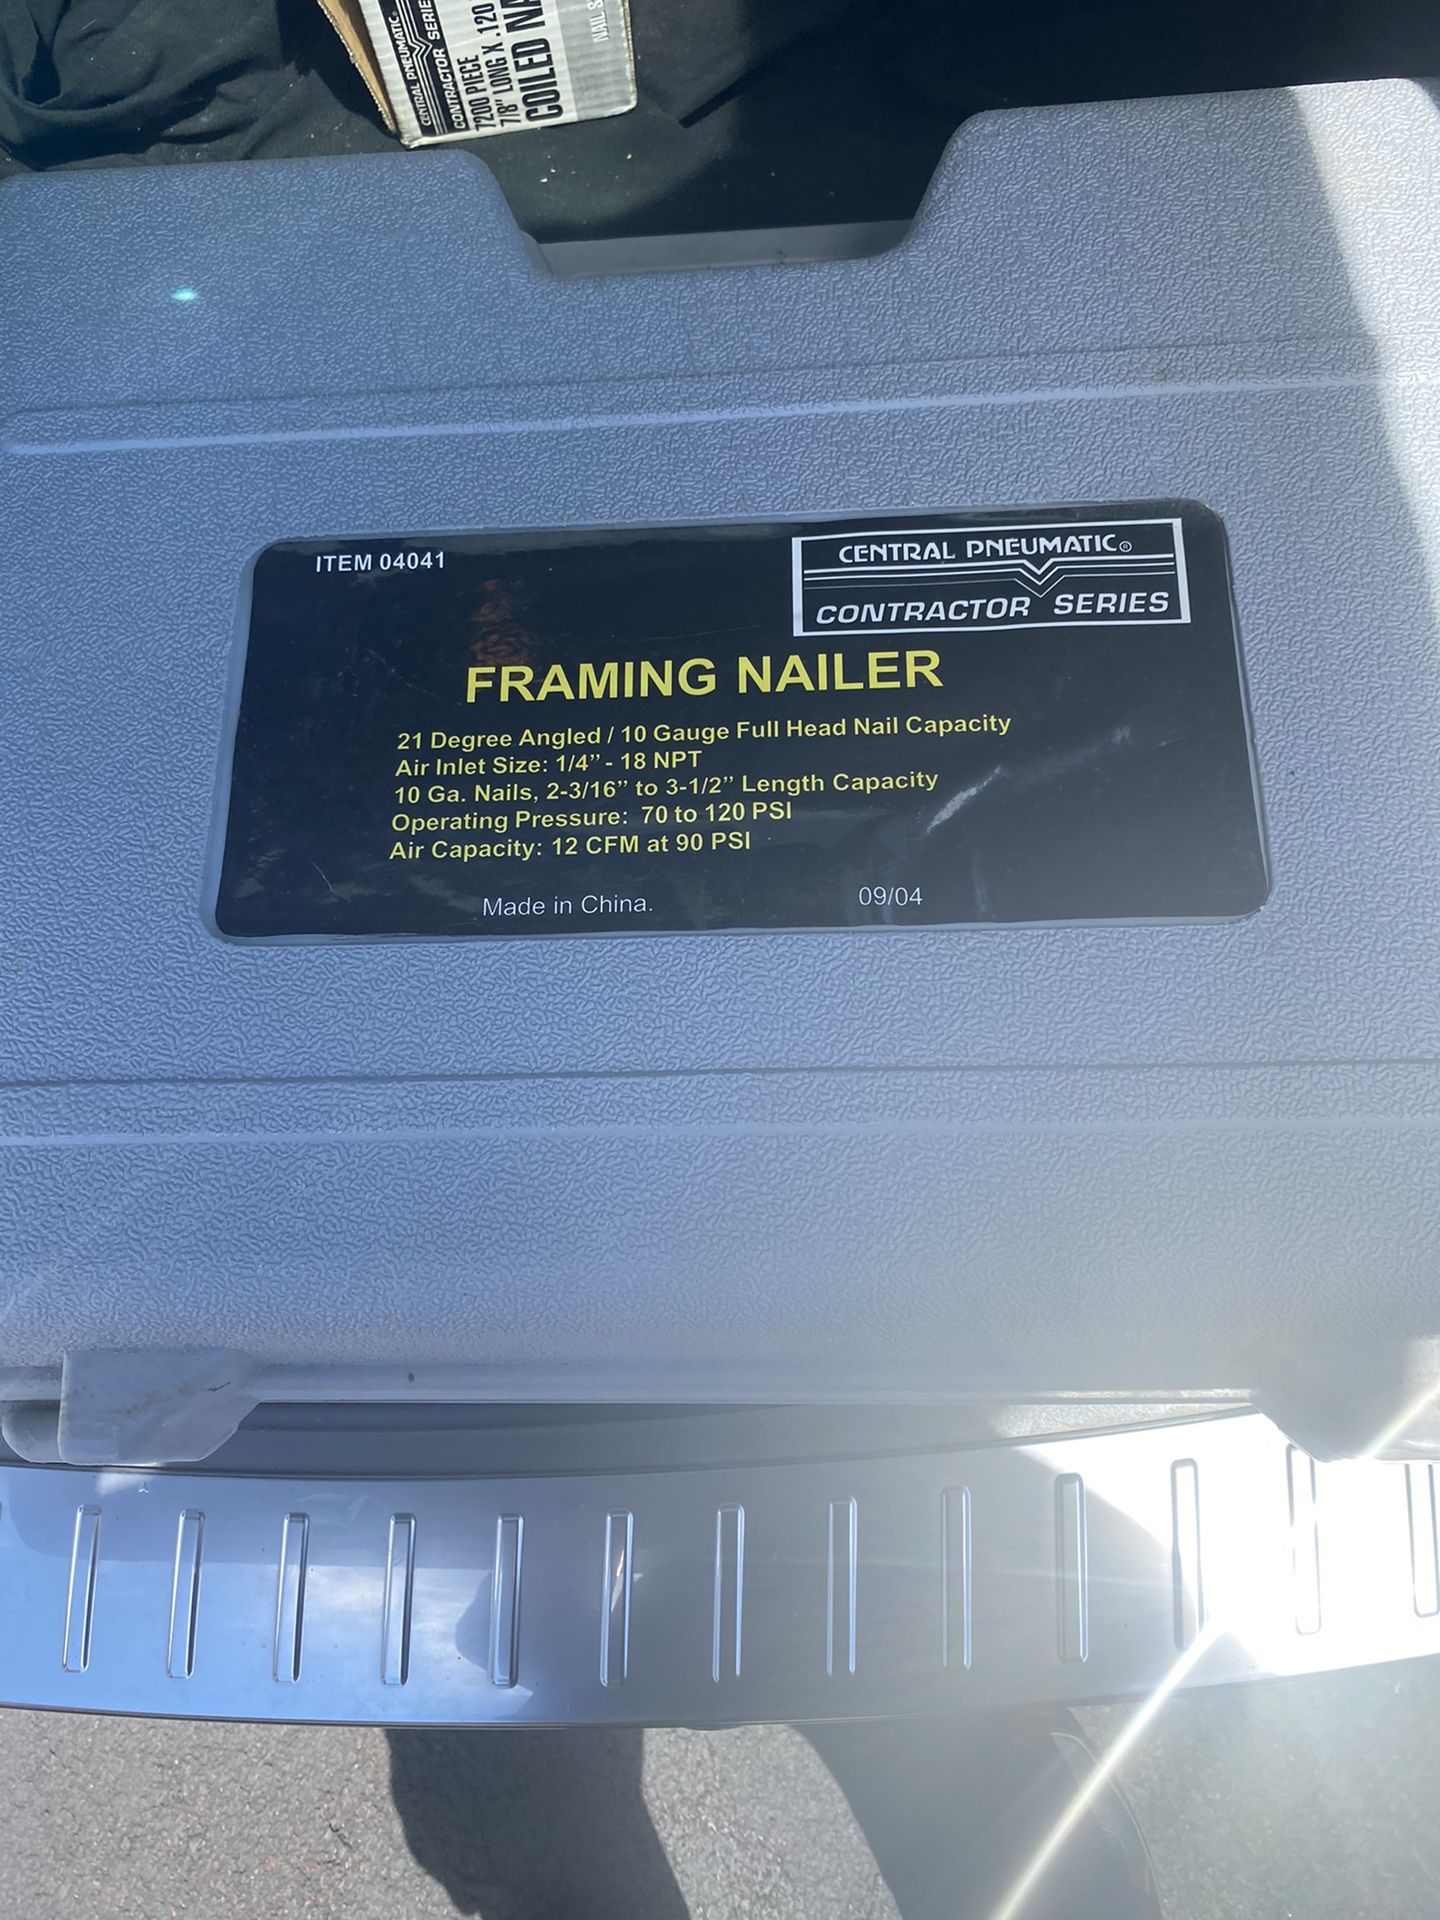 CENTRAL PNEUMATIC
CONTRACTOR SERIE
7200 PIECE
7/8" LONG X .120
COILED NA
NAIL S
ITEM 04041
CENTRAL PNEUMATIC®
CONTRACTOR SERIES
FRAMING NAILER
21 Degree Angled / 10 Gauge Full Head Nail Capacity
Air Inlet Size: 1/4” - 18 NPT
10 Ga. Nails, 2-3/16” to 3-1/2” Length Capacity
Operating Pressure: 70 to 120 PSI
Air Capacity: 12 CFM at 90 PSI
Made in China. 09/04